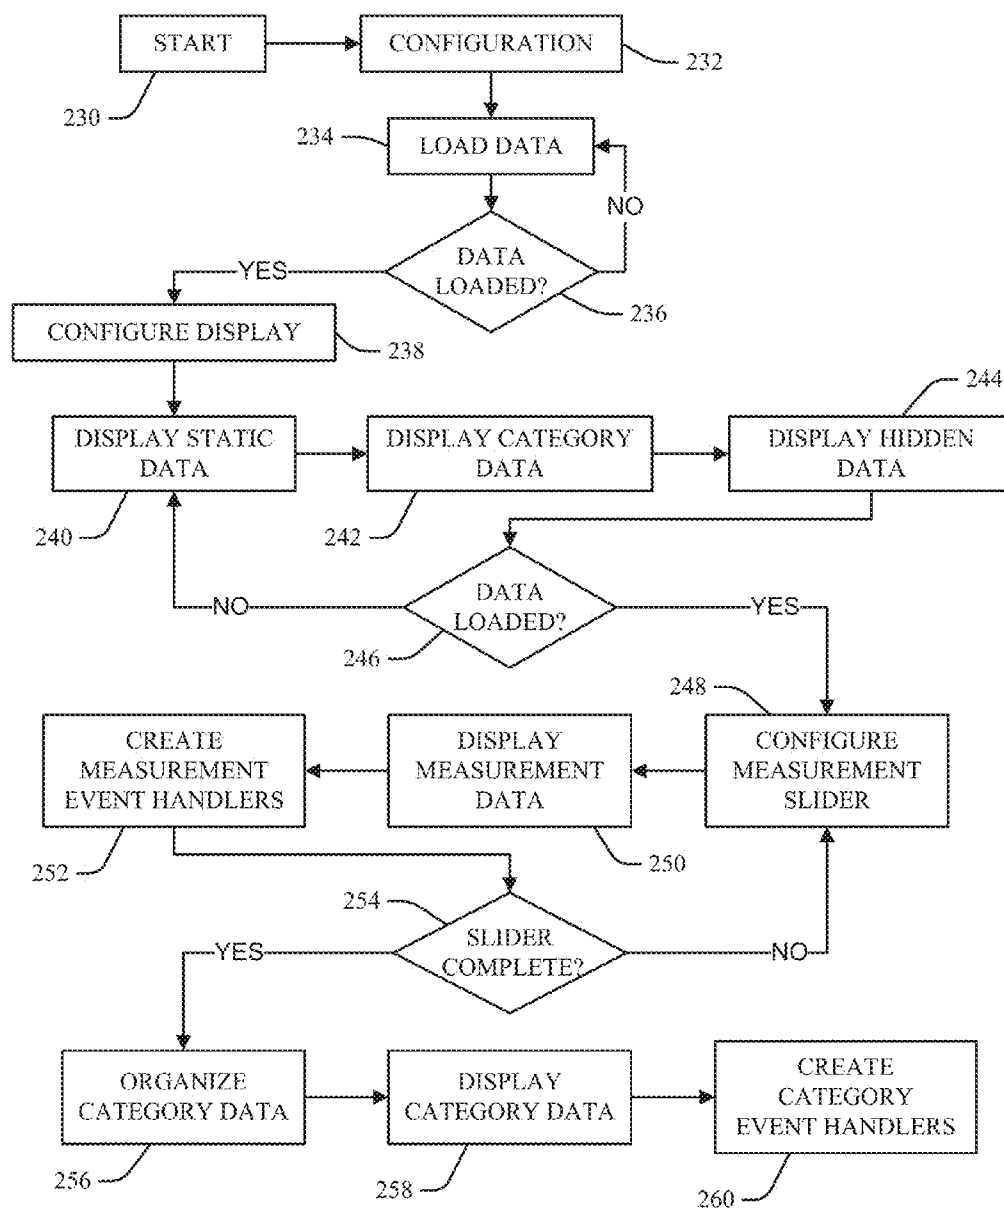 START
CONFIGURATION
230
232
234
LOAD DATA
NO
DATA
LOADED?
YES
236
CONFIGURE DISPLAY
238
244
DISPLAY STATIC
DATA
DISPLAY CATEGORY
DATA
DISPLAY HIDDEN
DATA
240
242
DATA
LOADED?
NO
YES
246
248
CREATE
MEASUREMENT
EVENT HANDLERS
DISPLAY
MEASUREMENT
DATA
CONFIGURE
MEASUREMENT
SLIDER
252
250
254
SLIDER
COMPLETE?
YES
NO
ORGANIZE
CATEGORY DATA
DISPLAY
CATEGORY DATA
CREATE
CATEGORY
EVENT HANDLERS
256
258
260